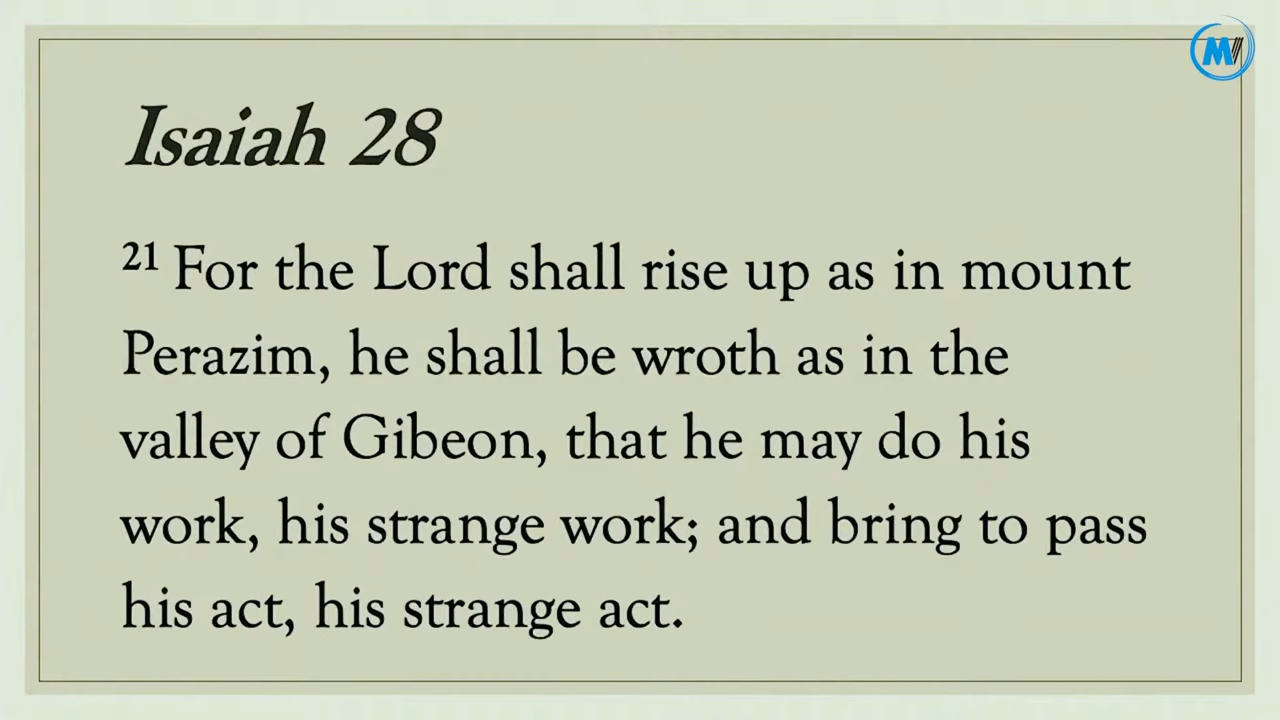 M
Isaiah 28
21 For the Lord shall rise up as in mount
Perazim, he shall be wroth as in the
valley of Gibeon, that he may do his
work, his strange work; and bring to pass
his act, his strange act.